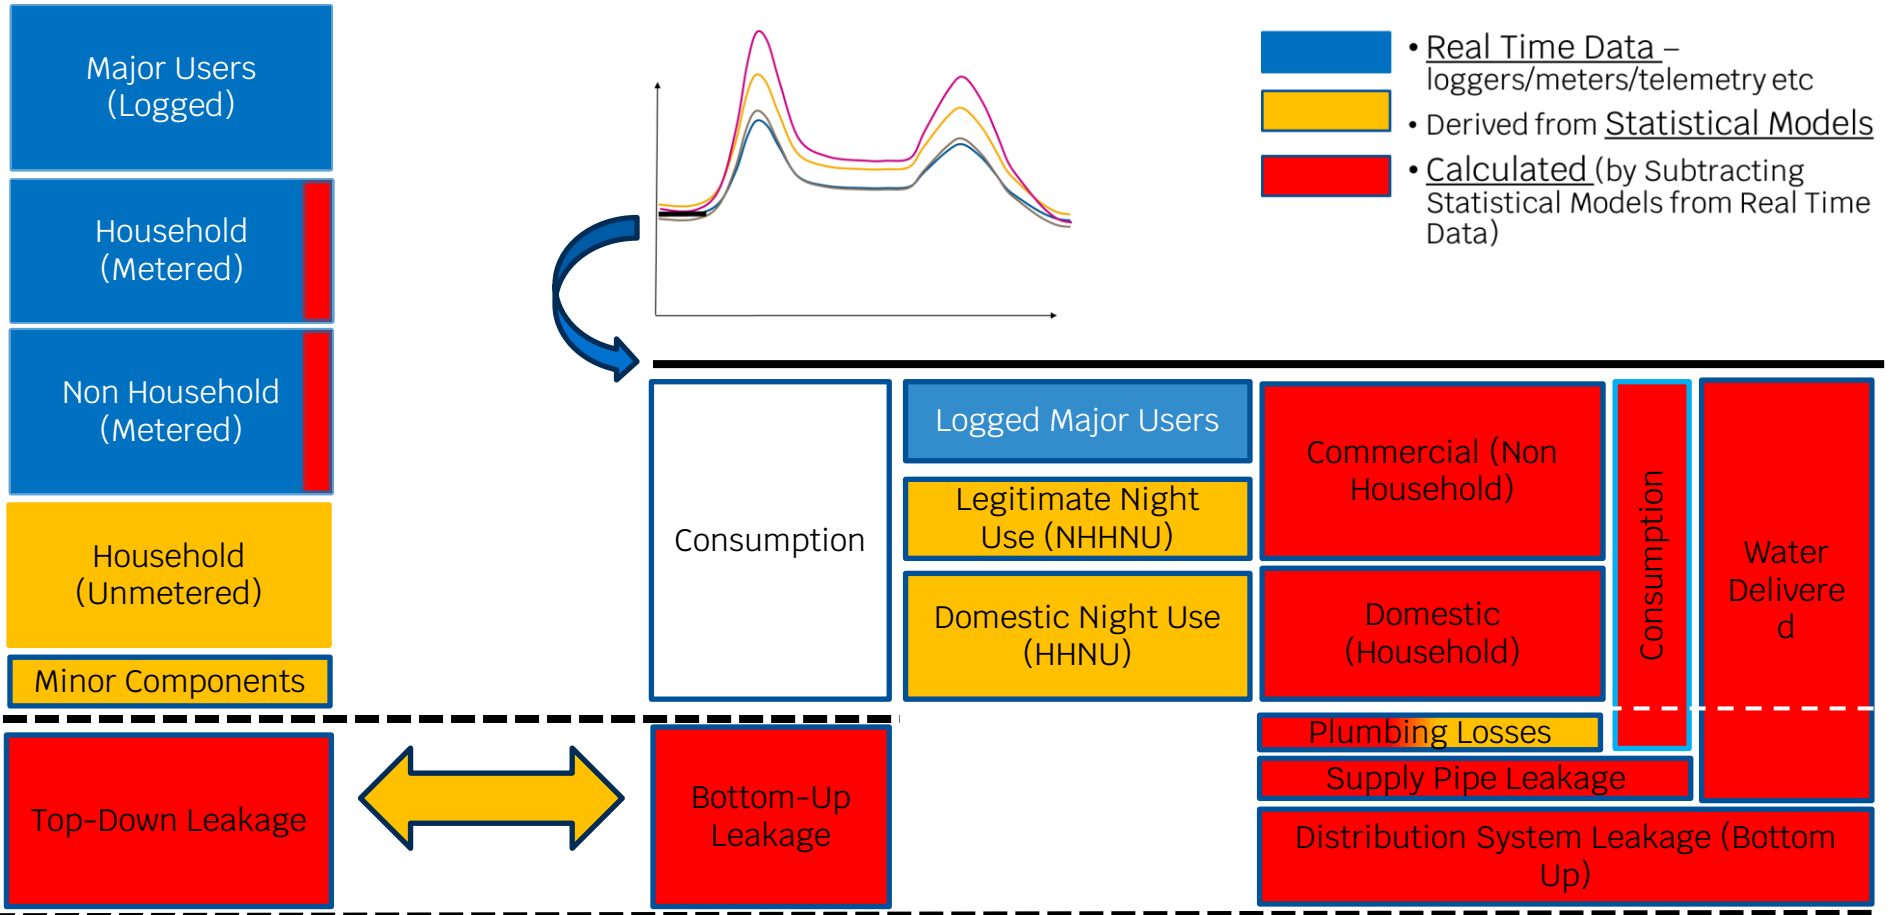 Major Users
(Logged)
Household
(Metered)
Non Household
(Metered)
Household
(Unmetered)
Minor Components
Top-Down Leakage
• Real Time Data –
loggers/meters/telemetry etc
• Derived from Statistical Models
• Calculated (by Subtracting
Statistical Models from Real Time
Data)
Consumption
Bottom-Up
Leakage
Logged Major Users
Legitimate Night
Use (NHHNU)
Domestic Night Use
(HHNU)
Commercial (Non
Household)
Domestic
(Household)
Plumbing Losses
Supply Pipe Leakage
Distribution System Leakage (Bottom
Up)
Consumption
Water
Delivere
d